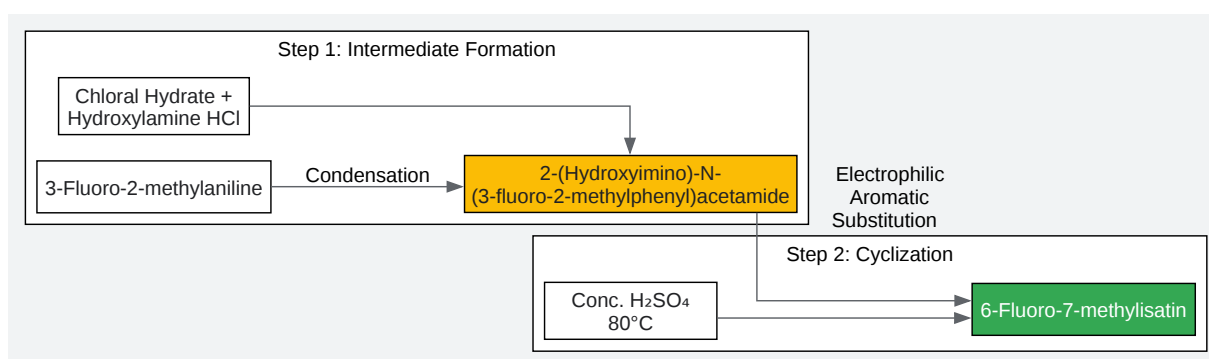 Step 1: Intermediate Formation
Chloral Hydrate +
Hydroxylamine HCl
3-Fluoro-2-methylaniline
Condensation
2-(Hydroxyimino)-N-
(3-fluoro-2-methylphenyl)acetamide
Electrophilic
Aromatic
Substitution
Step 2: Cyclization
Conc. H₂SO₄
80°C
6-Fluoro-7-methylisatin